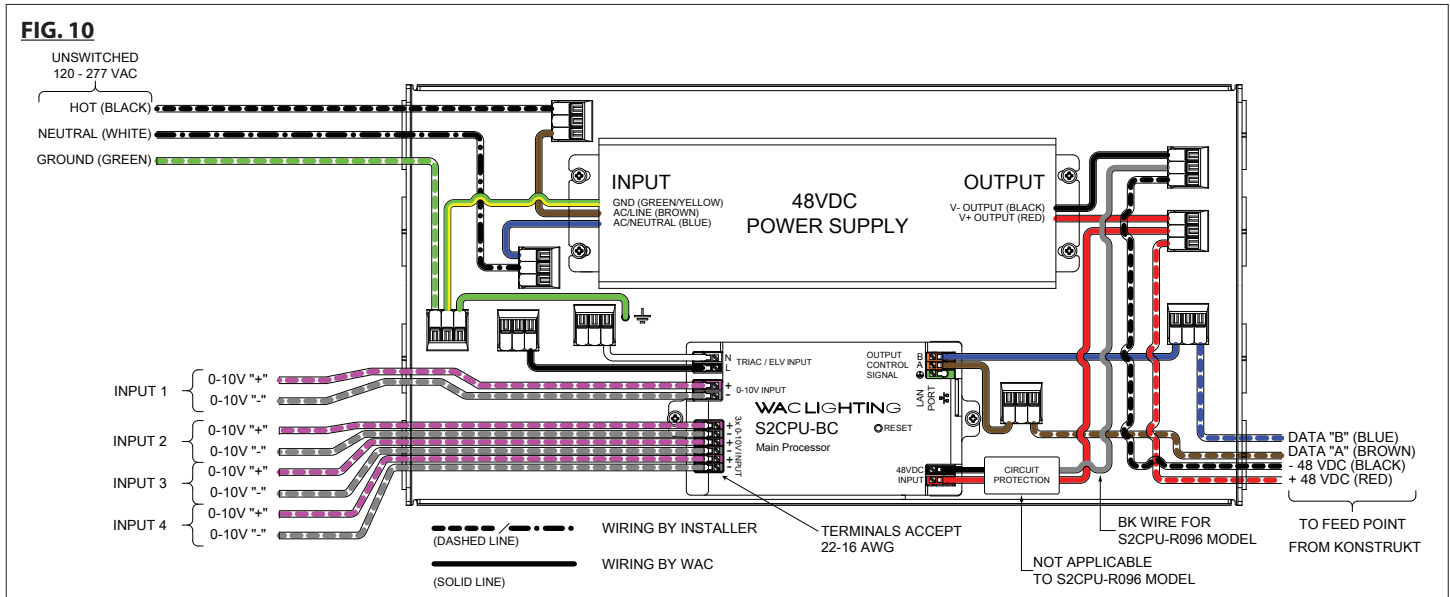 FIG. 10
UNSWITCHED
120 - 277 VAC
HOT (BLACK)
NEUTRAL (WHITE)
GROUND (GREEN)
INPUT
GND (GREEN/YELLOW)
AC/LINE (BROWN)
AC/NEUTRAL (BLUE)
48VDC
POWER SUPPLY
OUTPUT
V- OUTPUT (BLACK)
V+ OUTPUT (RED)
N
L
TRIAC / ELV INPUT
+
-
0-10V INPUT
+
-
+
-
+
-
3x 0-10V INPUT
OUTPUT
CONTROL
SIGNAL
B
A
LAN
PORT
WAC LIGHTING
S2CPU-BC
Main Processor
RESET
48VDC
INPUT
CIRCUIT
PROTECTION
INPUT 1
0-10V "+"
0-10V "-"
INPUT 2
0-10V "+"
0-10V "-"
INPUT 3
0-10V "+"
0-10V "-"
INPUT 4
0-10V "+"
0-10V "-"
DATA "B" (BLUE)
DATA "A" (BROWN)
- 48 VDC (BLACK)
+ 48 VDC (RED)
TO FEED POINT
FROM KONSTRUKT
(DASHED LINE)
WIRING BY INSTALLER
(SOLID LINE)
WIRING BY WAC
TERMINALS ACCEPT
22-16 AWG
BK WIRE FOR
S2CPU-R096 MODEL
NOT APPLICABLE
TO S2CPU-R096 MODEL